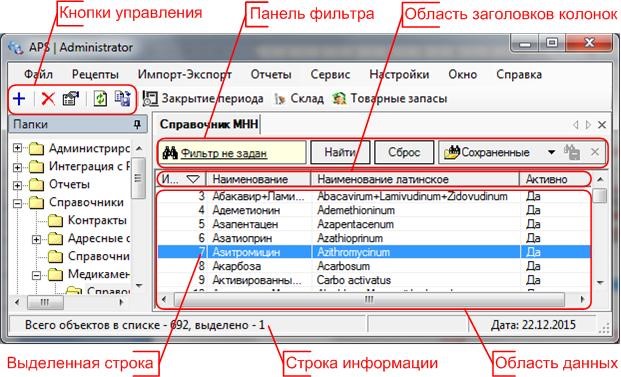 Кнопки управления
Панель фильтра
Область заголовков колонок
APS | Administrator
Файл Рецепты Импорт-Экспорт Отчеты Сервис Настройки Окно Справка
Закрытие периода Склад Товарные запасы
Папки
Справочник МНН
Администрирс
Интеграция с Р
Отчеты
Справочники
Контракты
Адресные с
Справочни
Медикамен
Справо
Фильтр не задан Найти Сброс Сохраненные
И... Наименование Наименование латинское Активно
3 Абакавир+Лами... Abacavirum+Lamivudinum+Zidovudinum Да
4 Адеметионин Ademethioninum Да
5 Азапентацен Azapentacenum Да
6 Азатиоприн Azathioprinum Да
7 Азитромицин Azithromycinum Да
8 Акарбоза Acarbosum Да
9 Активированны... Carbo activatus Да
Всего объектов в списке - 692, выделено - 1
Дата: 22.12.2015
Выделенная строка
Строка информации
Область данных